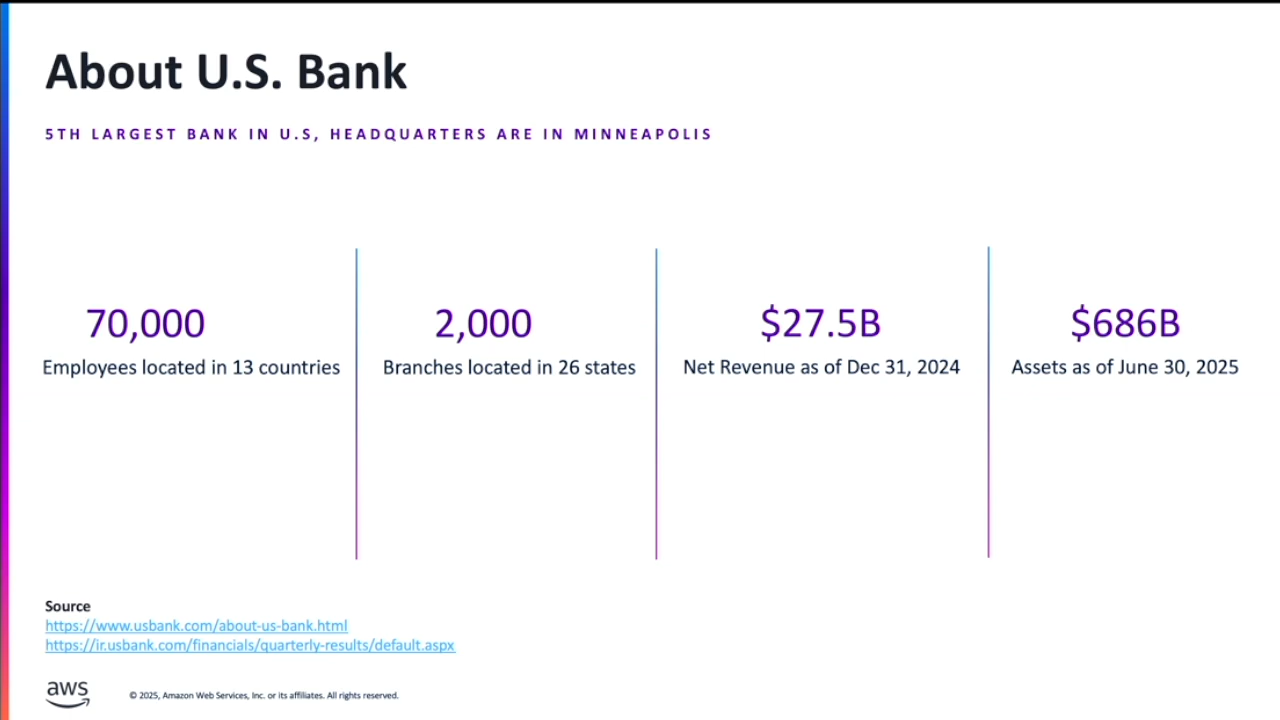 About U.S. Bank
5TH LARGEST BANK IN U.S, HEADQUARTERS ARE IN MINNEAPOLIS
70,000
Employees located in 13 countries
2,000
Branches located in 26 states
$27.5B
Net Revenue as of Dec 31, 2024
$686B
Assets as of June 30, 2025
Source
https://www.usbank.com/about-us-bank.html
https://ir.usbank.com/financials/quarterly-results/default.aspx
aws
© 2025, Amazon Web Services, Inc. or its affiliates. All rights reserved.